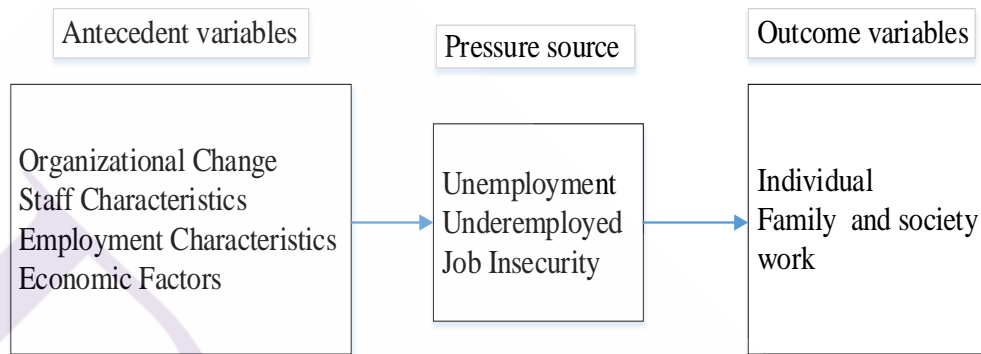 Antecedent variables
Organizational Change
Staff Characteristics
Employment Characteristics
Economic Factors
Pressure source
Unemployment
Underemployed
Job Insecurity
Outcome variables
Individual
Family and society
work